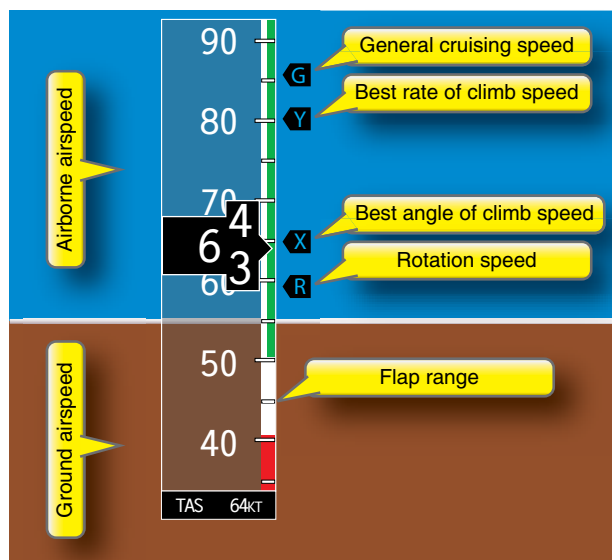 90
General cruising speed
G
Best rate of climb speed
80
Y
Airborne airspeed
70
4
6
3
Best angle of climb speed
X
Rotation speed
60
R
50
Flap range
40
Ground airspeed
TAS 64KT